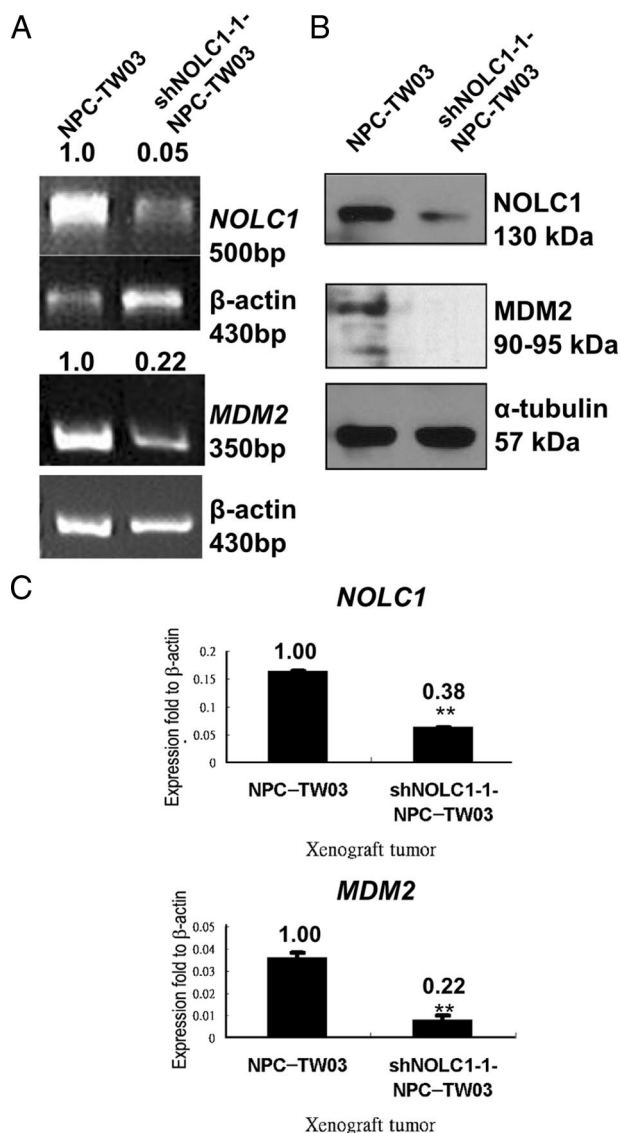 A
NPC-TW03
shNOLC1-1-
NPC-TW03
1.0 0.05
NOLC1
500bp
β-actin
430bp
1.0 0.22
MDM2
350bp
β-actin
430bp
B
NPC-TW03
shNOLC1-1-
NPC-TW03
NOLC1
130 kDa
MDM2
90-95 kDa
α-tubulin
57 kDa
C
NOLC1
Expression fold to β-actin
0.2
0.15
0.1
0.05
0
1.00
0.38
**
NPC–TW03
shNOLC1-1-
NPC–TW03
Xenograft tumor
MDM2
Expression fold to β-actin
0.05
0.04
0.03
0.02
0.01
0
1.00
0.22
**
NPC–TW03
shNOLC1-1-
NPC–TW03
Xenograft tumor